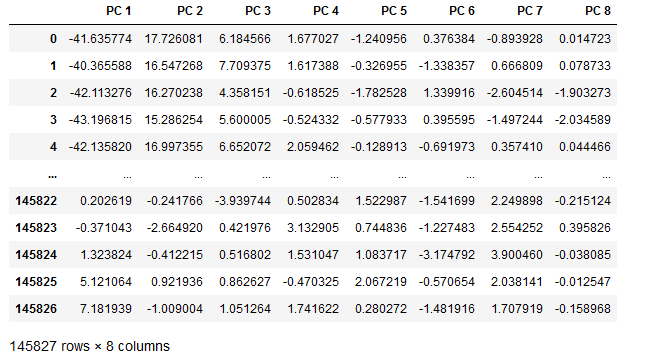 PC 1 PC 2 PC 3 PC 4 PC 5 PC 6 PC 7 PC 8
0 -41.635774 17.726081 6.184566 1.677027 -1.240956 0.376384 -0.893928 0.014723
1 -40.365588 16.547268 7.709375 1.617388 -0.326955 -1.338357 0.666809 0.078733
2 -42.113276 16.270238 4.358151 -0.618525 -1.782528 1.339916 -2.604514 -1.903273
3 -43.196815 15.286254 5.600005 -0.524332 -0.577933 0.395595 -1.497244 -2.034589
4 -42.135820 16.997355 6.652072 2.059462 -0.128913 -0.691973 0.357410 0.044466
... ... ... ... ... ... ... ... ...
145822 0.202619 -0.241766 -3.939744 0.502834 1.522987 -1.541699 2.249898 -0.215124
145823 -0.371043 -2.664920 0.421976 3.132905 0.744836 -1.227483 2.554252 0.395826
145824 1.323824 -0.412215 0.516802 1.531047 1.083717 -3.174792 3.900460 -0.038085
145825 5.121064 0.921936 0.862627 -0.470325 2.067219 -0.570654 2.038141 -0.012547
145826 7.181939 -1.009004 1.051264 1.741622 0.280272 -1.481916 1.707919 -0.158968
145827 rows × 8 columns